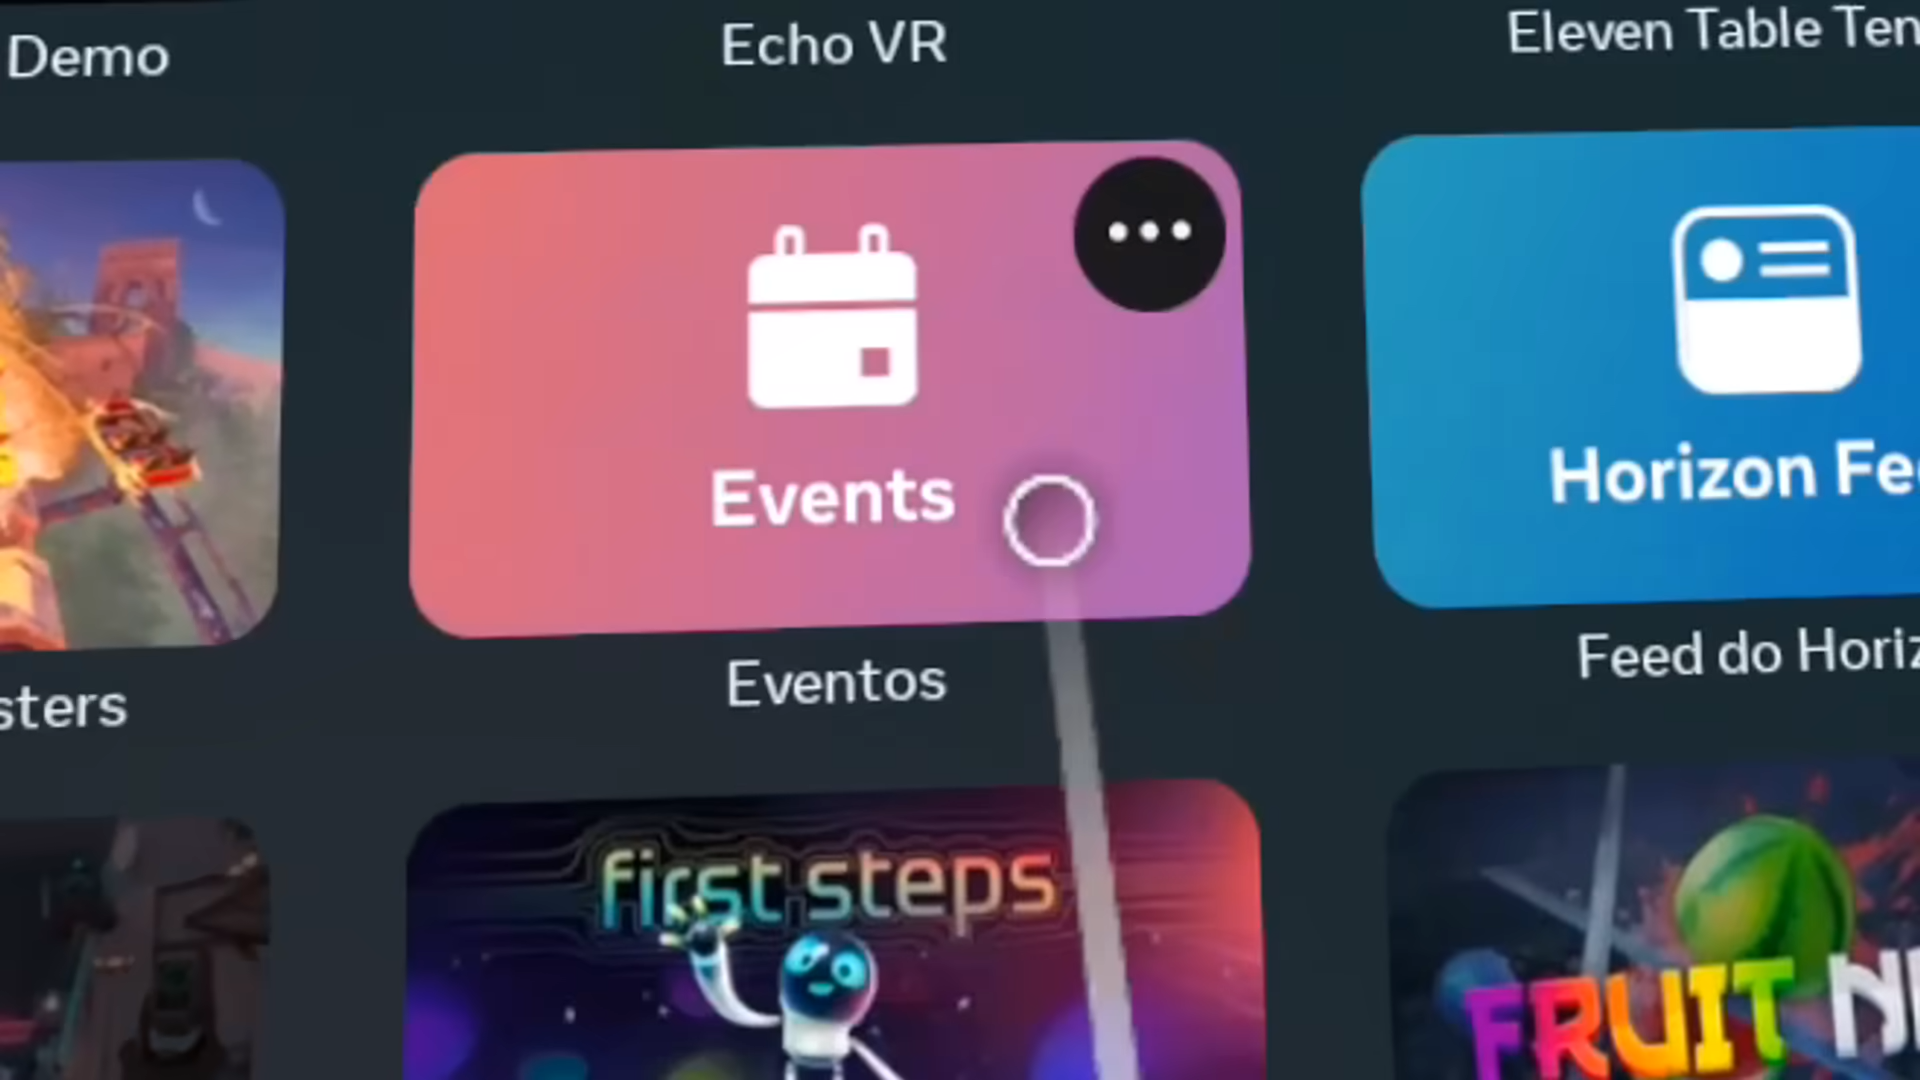 Demo
Echo VR
Eleven Table Ten
Events
Horizon Fe
sters
Eventos
Feed do Horiz
first steps
FRUIT N